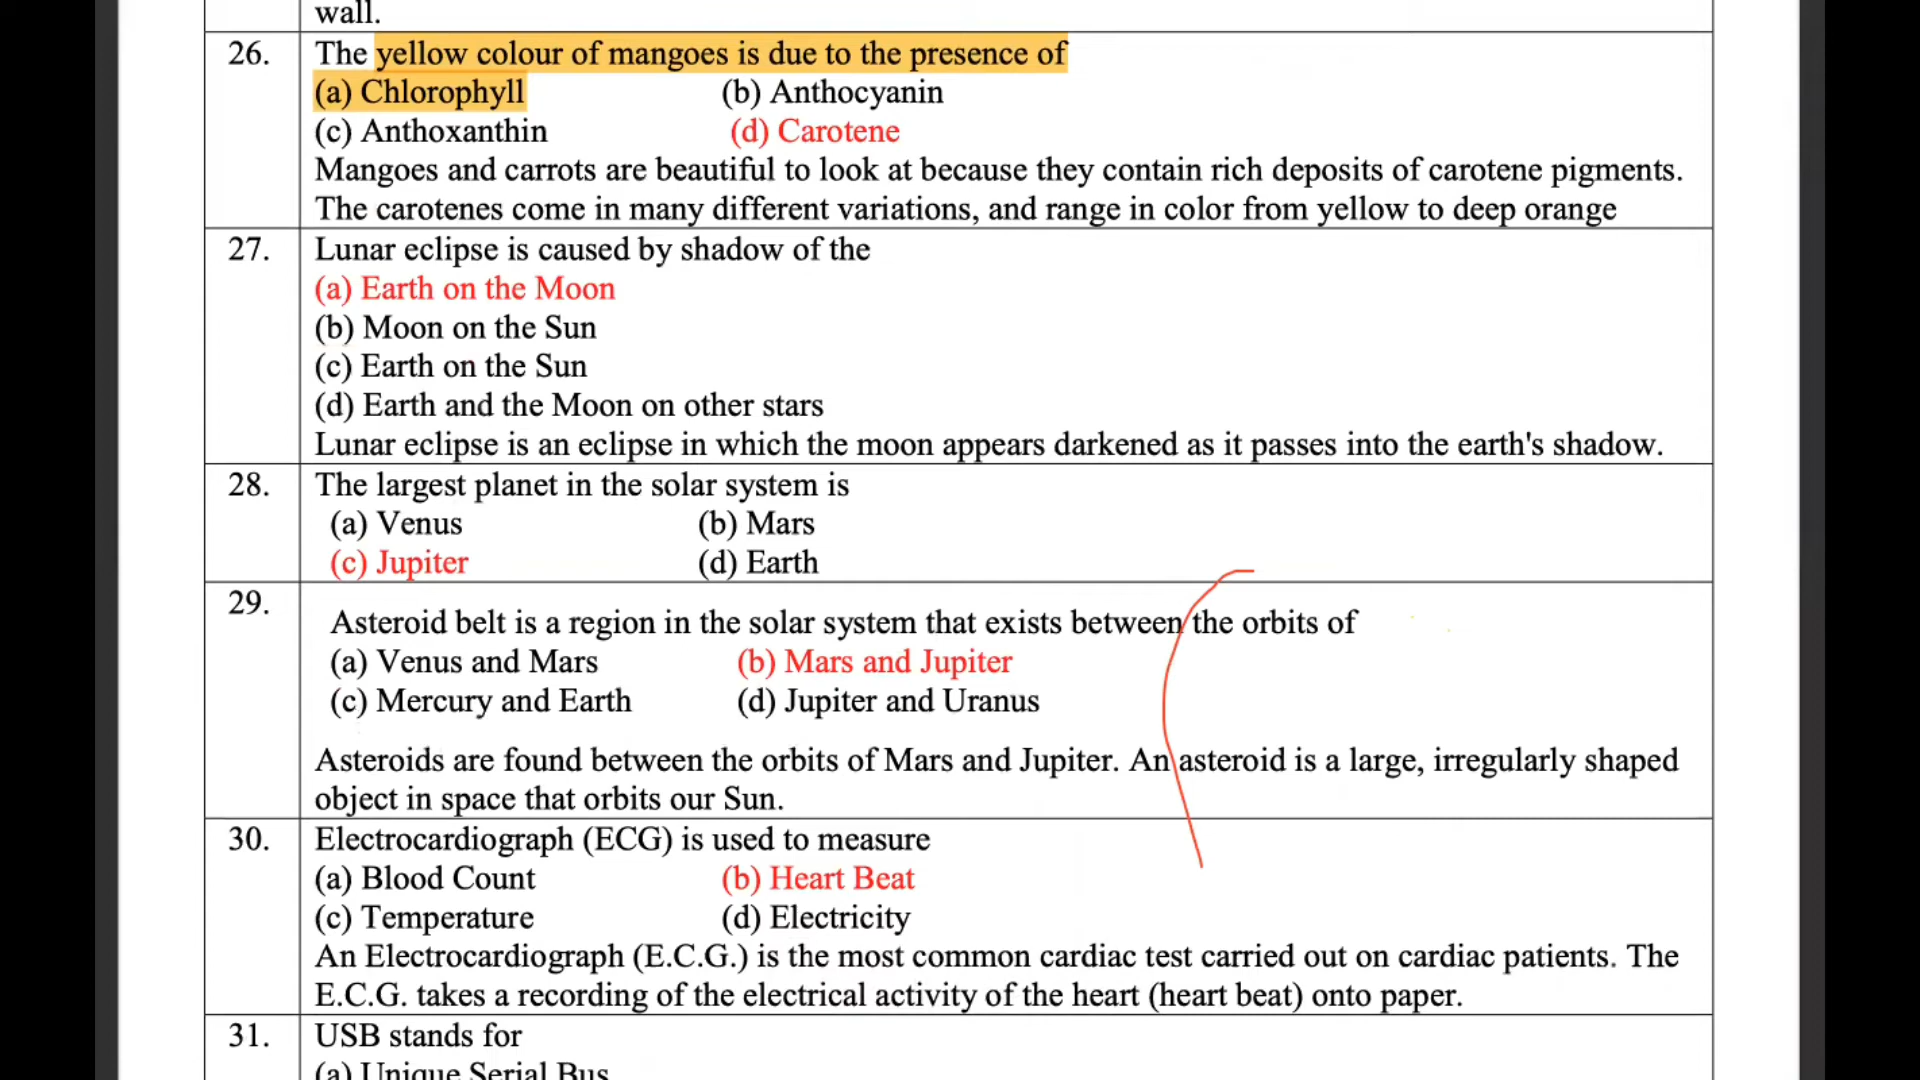 wall.
26. The yellow colour of mangoes is due to the presence of
(a) Chlorophyll (b) Anthocyanin
(c) Anthoxanthin (d) Carotene
Mangoes and carrots are beautiful to look at because they contain rich deposits of carotene pigments.
The carotenes come in many different variations, and range in color from yellow to deep orange
27. Lunar eclipse is caused by shadow of the
(a) Earth on the Moon
(b) Moon on the Sun
(c) Earth on the Sun
(d) Earth and the Moon on other stars
Lunar eclipse is an eclipse in which the moon appears darkened as it passes into the earth's shadow.
28. The largest planet in the solar system is
(a) Venus (b) Mars
(c) Jupiter (d) Earth
29.
Asteroid belt is a region in the solar system that exists between the orbits of
(a) Venus and Mars (b) Mars and Jupiter
(c) Mercury and Earth (d) Jupiter and Uranus
Asteroids are found between the orbits of Mars and Jupiter. An asteroid is a large, irregularly shaped
object in space that orbits our Sun.
30. Electrocardiograph (ECG) is used to measure
(a) Blood Count (b) Heart Beat
(c) Temperature (d) Electricity
An Electrocardiograph (E.C.G.) is the most common cardiac test carried out on cardiac patients. The
E.C.G. takes a recording of the electrical activity of the heart (heart beat) onto paper.
31. USB stands for
(a) Unique Serial Bus